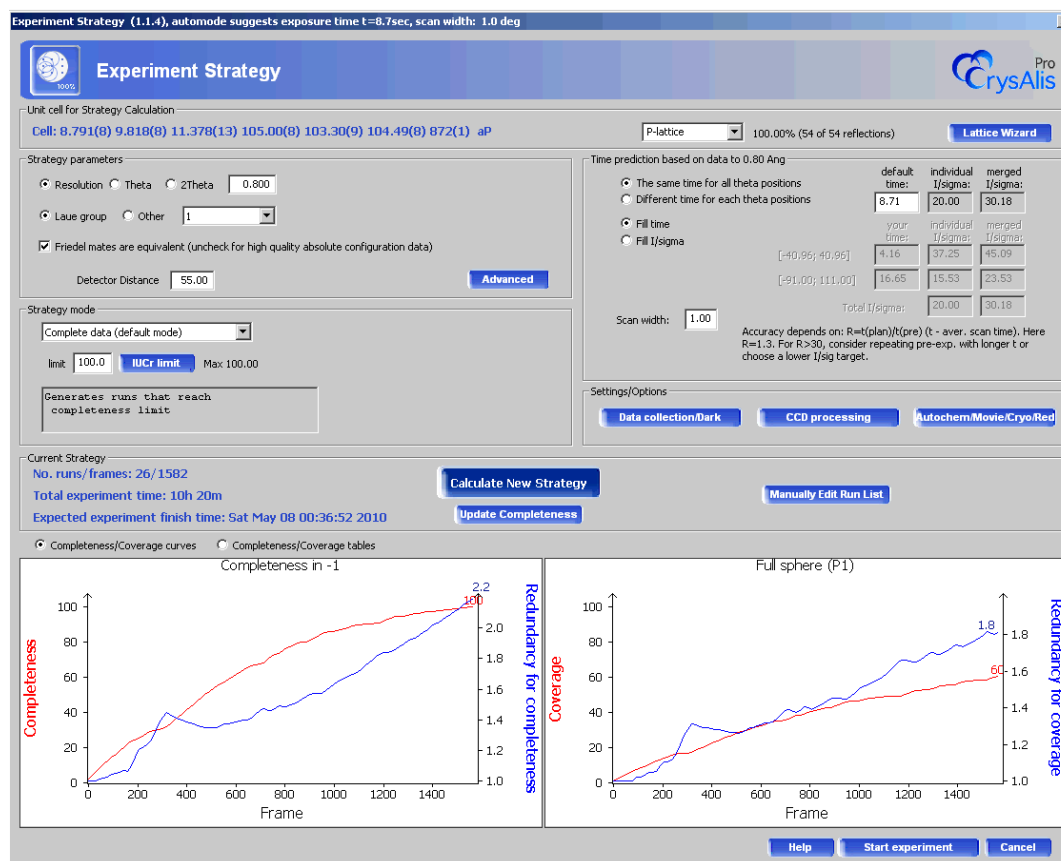 Experiment Strategy (1.1.4), automode suggests exposure time t=8.7sec, scan width: 1.0 deg
100%
Experiment Strategy
CrysAlis Pro
Unit cell for Strategy Calculation
Cell: 8.791(8) 9.818(8) 11.378(13) 105.00(8) 103.30(9) 104.49(8) 872(1) aP
P-lattice
100.00% (54 of 54 reflections)
Lattice Wizard
Strategy parameters
Resolution Theta 2Theta 0.800
Laue group Other 1
Friedel mates are equivalent (uncheck for high quality absolute configuration data)
Detector Distance 55.00
Advanced
Strategy mode
Complete data (default mode)
limit 100.0 IUCr limit Max 100.00
Generates runs that reach
completeness limit
Time prediction based on data to 0.80 Ang
default time: individual I/sigma: merged I/sigma:
The same time for all theta positions
Different time for each theta positions
8.71 20.00 30.18
Fill time
Fill I/sigma
your time: individual I/sigma: merged I/sigma:
[-40.96; 40.96] 4.16 37.25 45.09
[-91.00; 111.00] 16.65 15.53 23.53
Total I/sigma: 20.00 30.18
Scan width: 1.00
Accuracy depends on: R=t(plan)/t(pre) (t - aver. scan time). Here
R=1.3. For R>30, consider repeating pre-exp. with longer t or
choose a lower I/sig target.
Settings/Options
Data collection/Dark
CCD processing
Autochem/Movie/Cryo/Red
Current Strategy
No. runs/frames: 26/1582
Total experiment time: 10h 20m
Expected experiment finish time: Sat May 08 00:36:52 2010
Calculate New Strategy
Update Completeness
Manually Edit Run List
Completeness/Coverage curves Completeness/Coverage tables
Completeness in -1
Completeness
100
80
60
40
20
0
0 200 400 600 800 1000 1200 1400
Frame
2.2
100
2.0
1.8
1.6
1.4
1.2
1.0
Redundancy for completeness
Full sphere (P1)
Coverage
100
80
60
40
20
0
0 200 400 600 800 1000 1200 1400
Frame
1.8
60
1.8
1.6
1.4
1.2
1.0
Redundancy for coverage
Help
Start experiment
Cancel